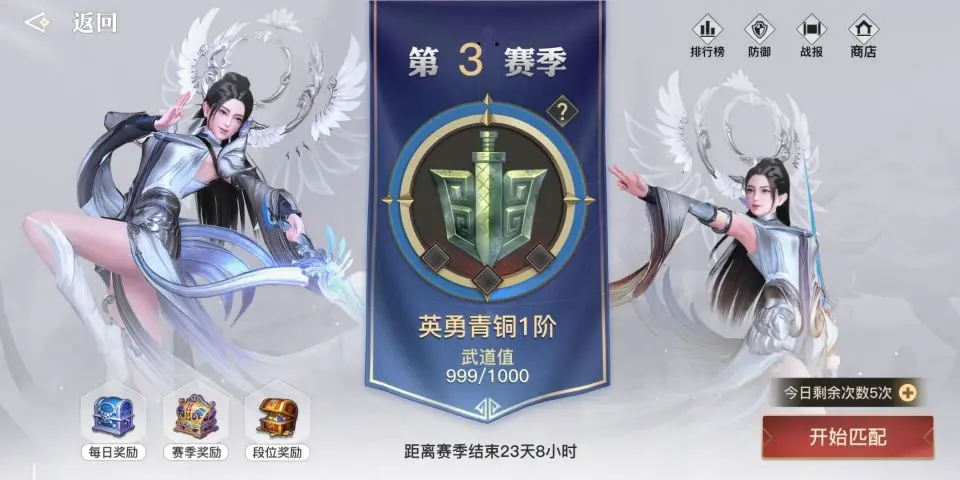 返回
第3赛季
?
排行榜
防御
战报
商店
英勇青铜1阶
武道值
999/1000
每日奖励
赛季奖励
段位奖励
距离赛季结束23天8小时
今日剩余次数5次
开始匹配